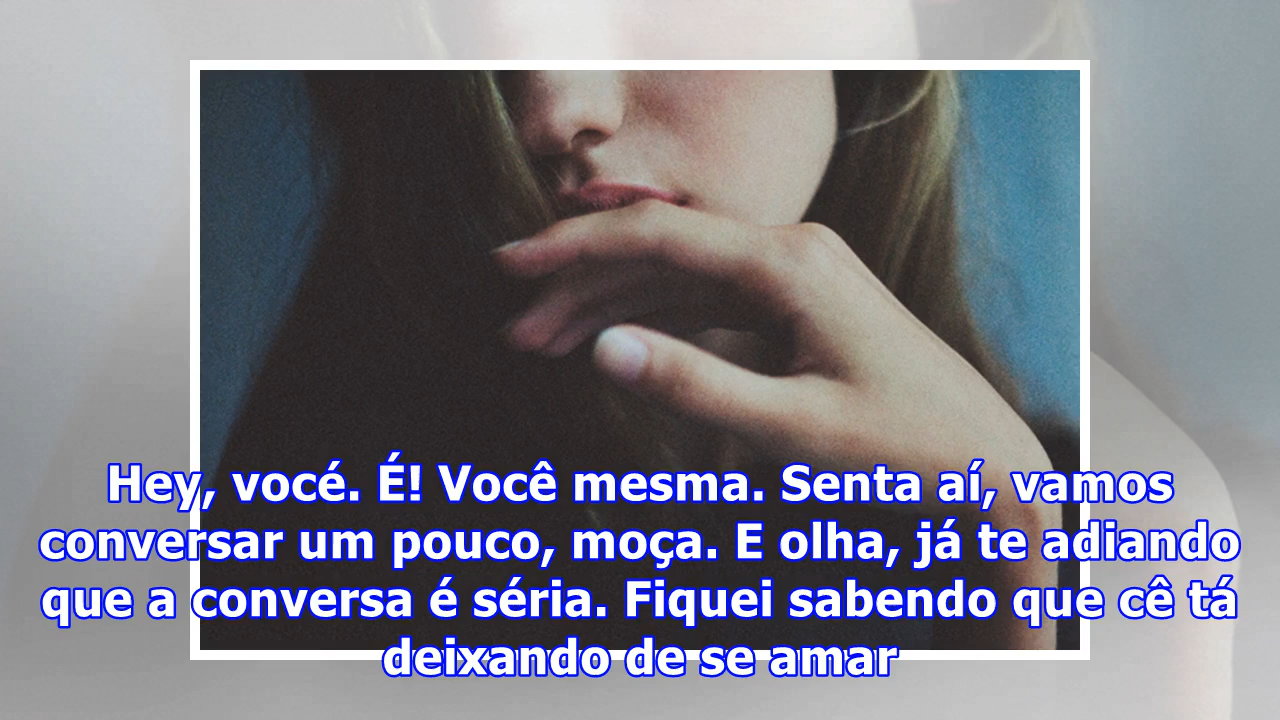 Hey, vocé. É! Você mesma. Senta aí, vamos
conversar um pouco, moça. E olha, já te adiando
que a conversa é séria. Fiquei sabendo que cê tá
deixando de se amar